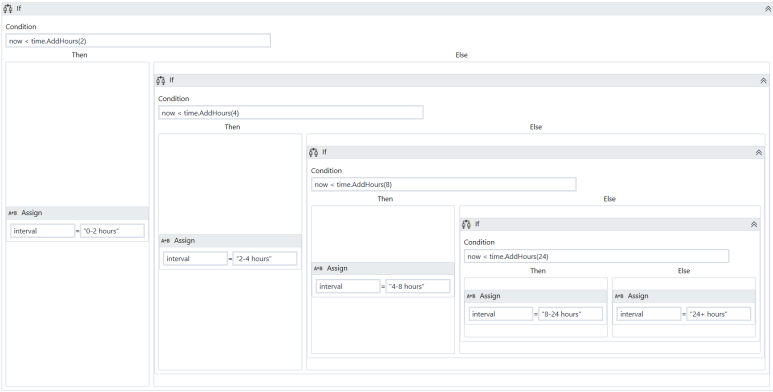 If
Condition
now < time.AddHours(2)
Then
Else
If
Condition
now < time.AddHours(4)
Then
Else
If
Condition
now < time.AddHours(8)
Then
Else
A+B Assign
interval = "0-2 hours"
If
Condition
now < time.AddHours(24)
A+B Assign
interval = "2-4 hours"
Then
Else
A+B Assign
interval = "4-8 hours"
A+B Assign
interval = "8-24 hours"
A+B Assign
interval = "24+ hours"